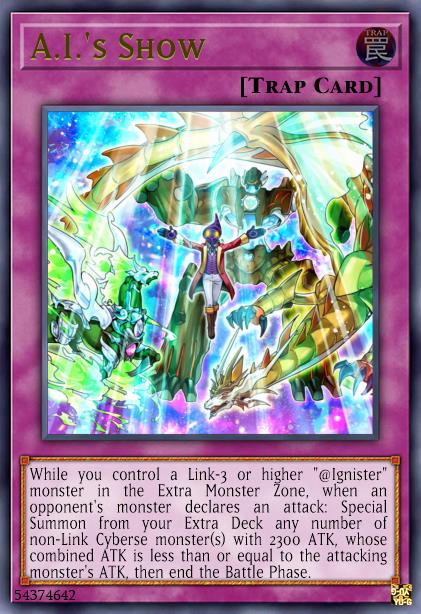 A.I.'s Show
TRAP
罠
[Trap Card]
While you control a Link-3 or higher "@Ignister"
monster in the Extra Monster Zone, when an
opponent's monster declares an attack: Special
Summon from your Extra Deck any number of
non-Link Cyberse monster(s) with 2300 ATK, whose
combined ATK is less than or equal to the attacking
monster's ATK, then end the Battle Phase.
54374642